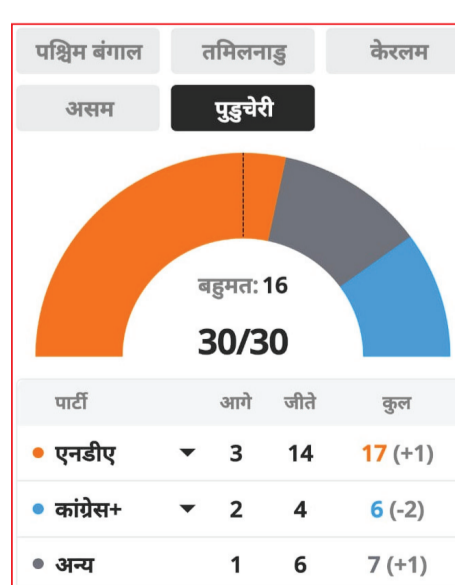 पश्चिम बंगाल तमिलनाडु केरलम
असम पुडुचेरी
बहुमत: 16
30/30
पार्टी आगे जीते कुल
एनडीए 3 14 17 (+1)
कांग्रेस+ 2 4 6 (-2)
अन्य 1 6 7 (+1)